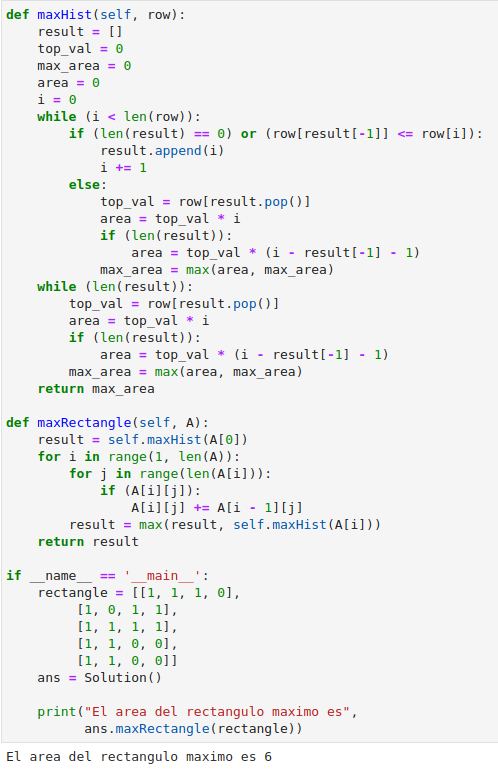 def maxHist(self, row):
    result = []
    top_val = 0
    max_area = 0
    area = 0
    i = 0
    while (i < len(row)):
        if (len(result) == 0) or (row[result[-1]] <= row[i]):
            result.append(i)
            i += 1
        else:
            top_val = row[result.pop()]
            area = top_val * i
            if (len(result)):
                area = top_val * (i - result[-1] - 1)
            max_area = max(area, max_area)
    while (len(result)):
        top_val = row[result.pop()]
        area = top_val * i
        if (len(result)):
            area = top_val * (i - result[-1] - 1)
        max_area = max(area, max_area)
    return max_area

def maxRectangle(self, A):
    result = self.maxHist(A[0])
    for i in range(1, len(A)):
        for j in range(len(A[i])):
            if (A[i][j]):
                A[i][j] += A[i - 1][j]
        result = max(result, self.maxHist(A[i]))
    return result

if __name__ == '__main__':
    rectangle = [[1, 1, 1, 0],
         [1, 0, 1, 1],
         [1, 1, 1, 1],
         [1, 1, 0, 0],
         [1, 1, 0, 0]]
    ans = Solution()

    print("El area del rectangulo maximo es",
          ans.maxRectangle(rectangle))
El area del rectangulo maximo es 6